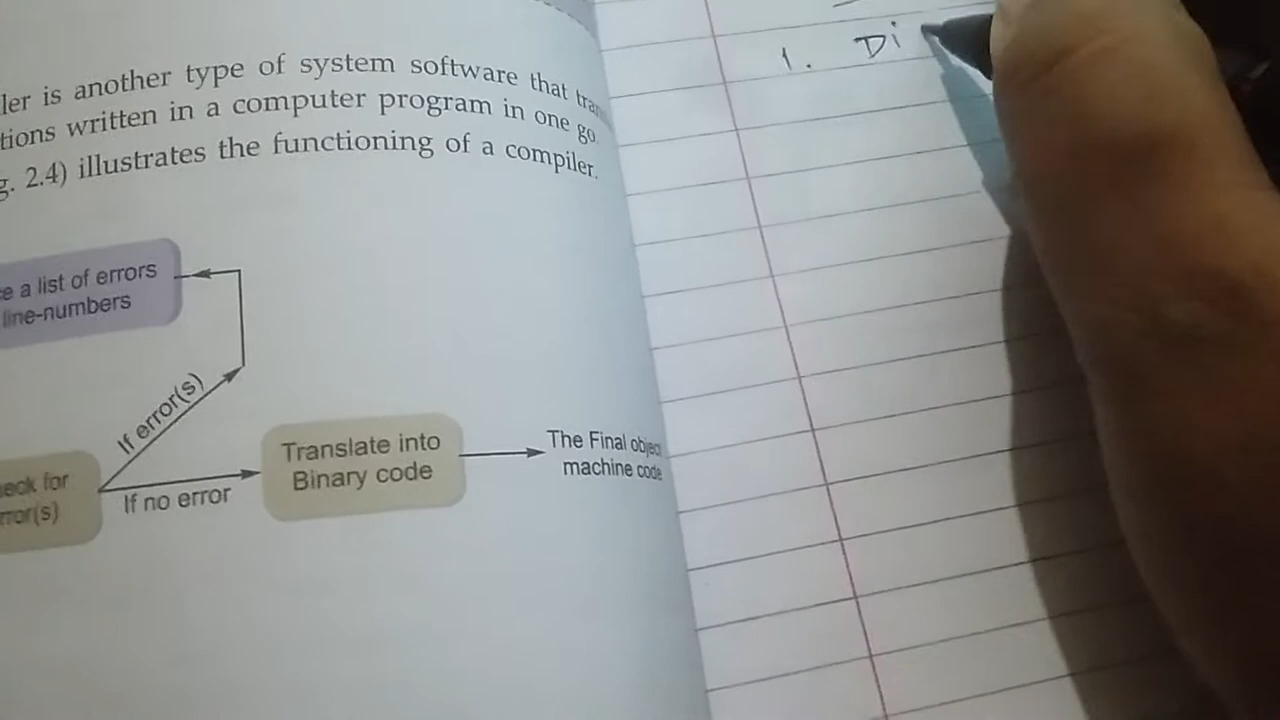 ler is another type of system software that tra
tions written in a computer program in one go
g. 2.4) illustrates the functioning of a compiler.
e a list of errors
line-numbers
If error(s)
eck for
rror(s)
If no error
Translate into
Binary code
The Final objec
machine code
1. Di